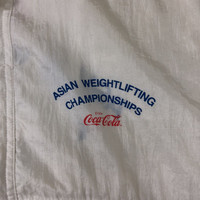 ASIAN WEIGHTLIFTING
CHAMPIONSHIPS
Coca-Cola